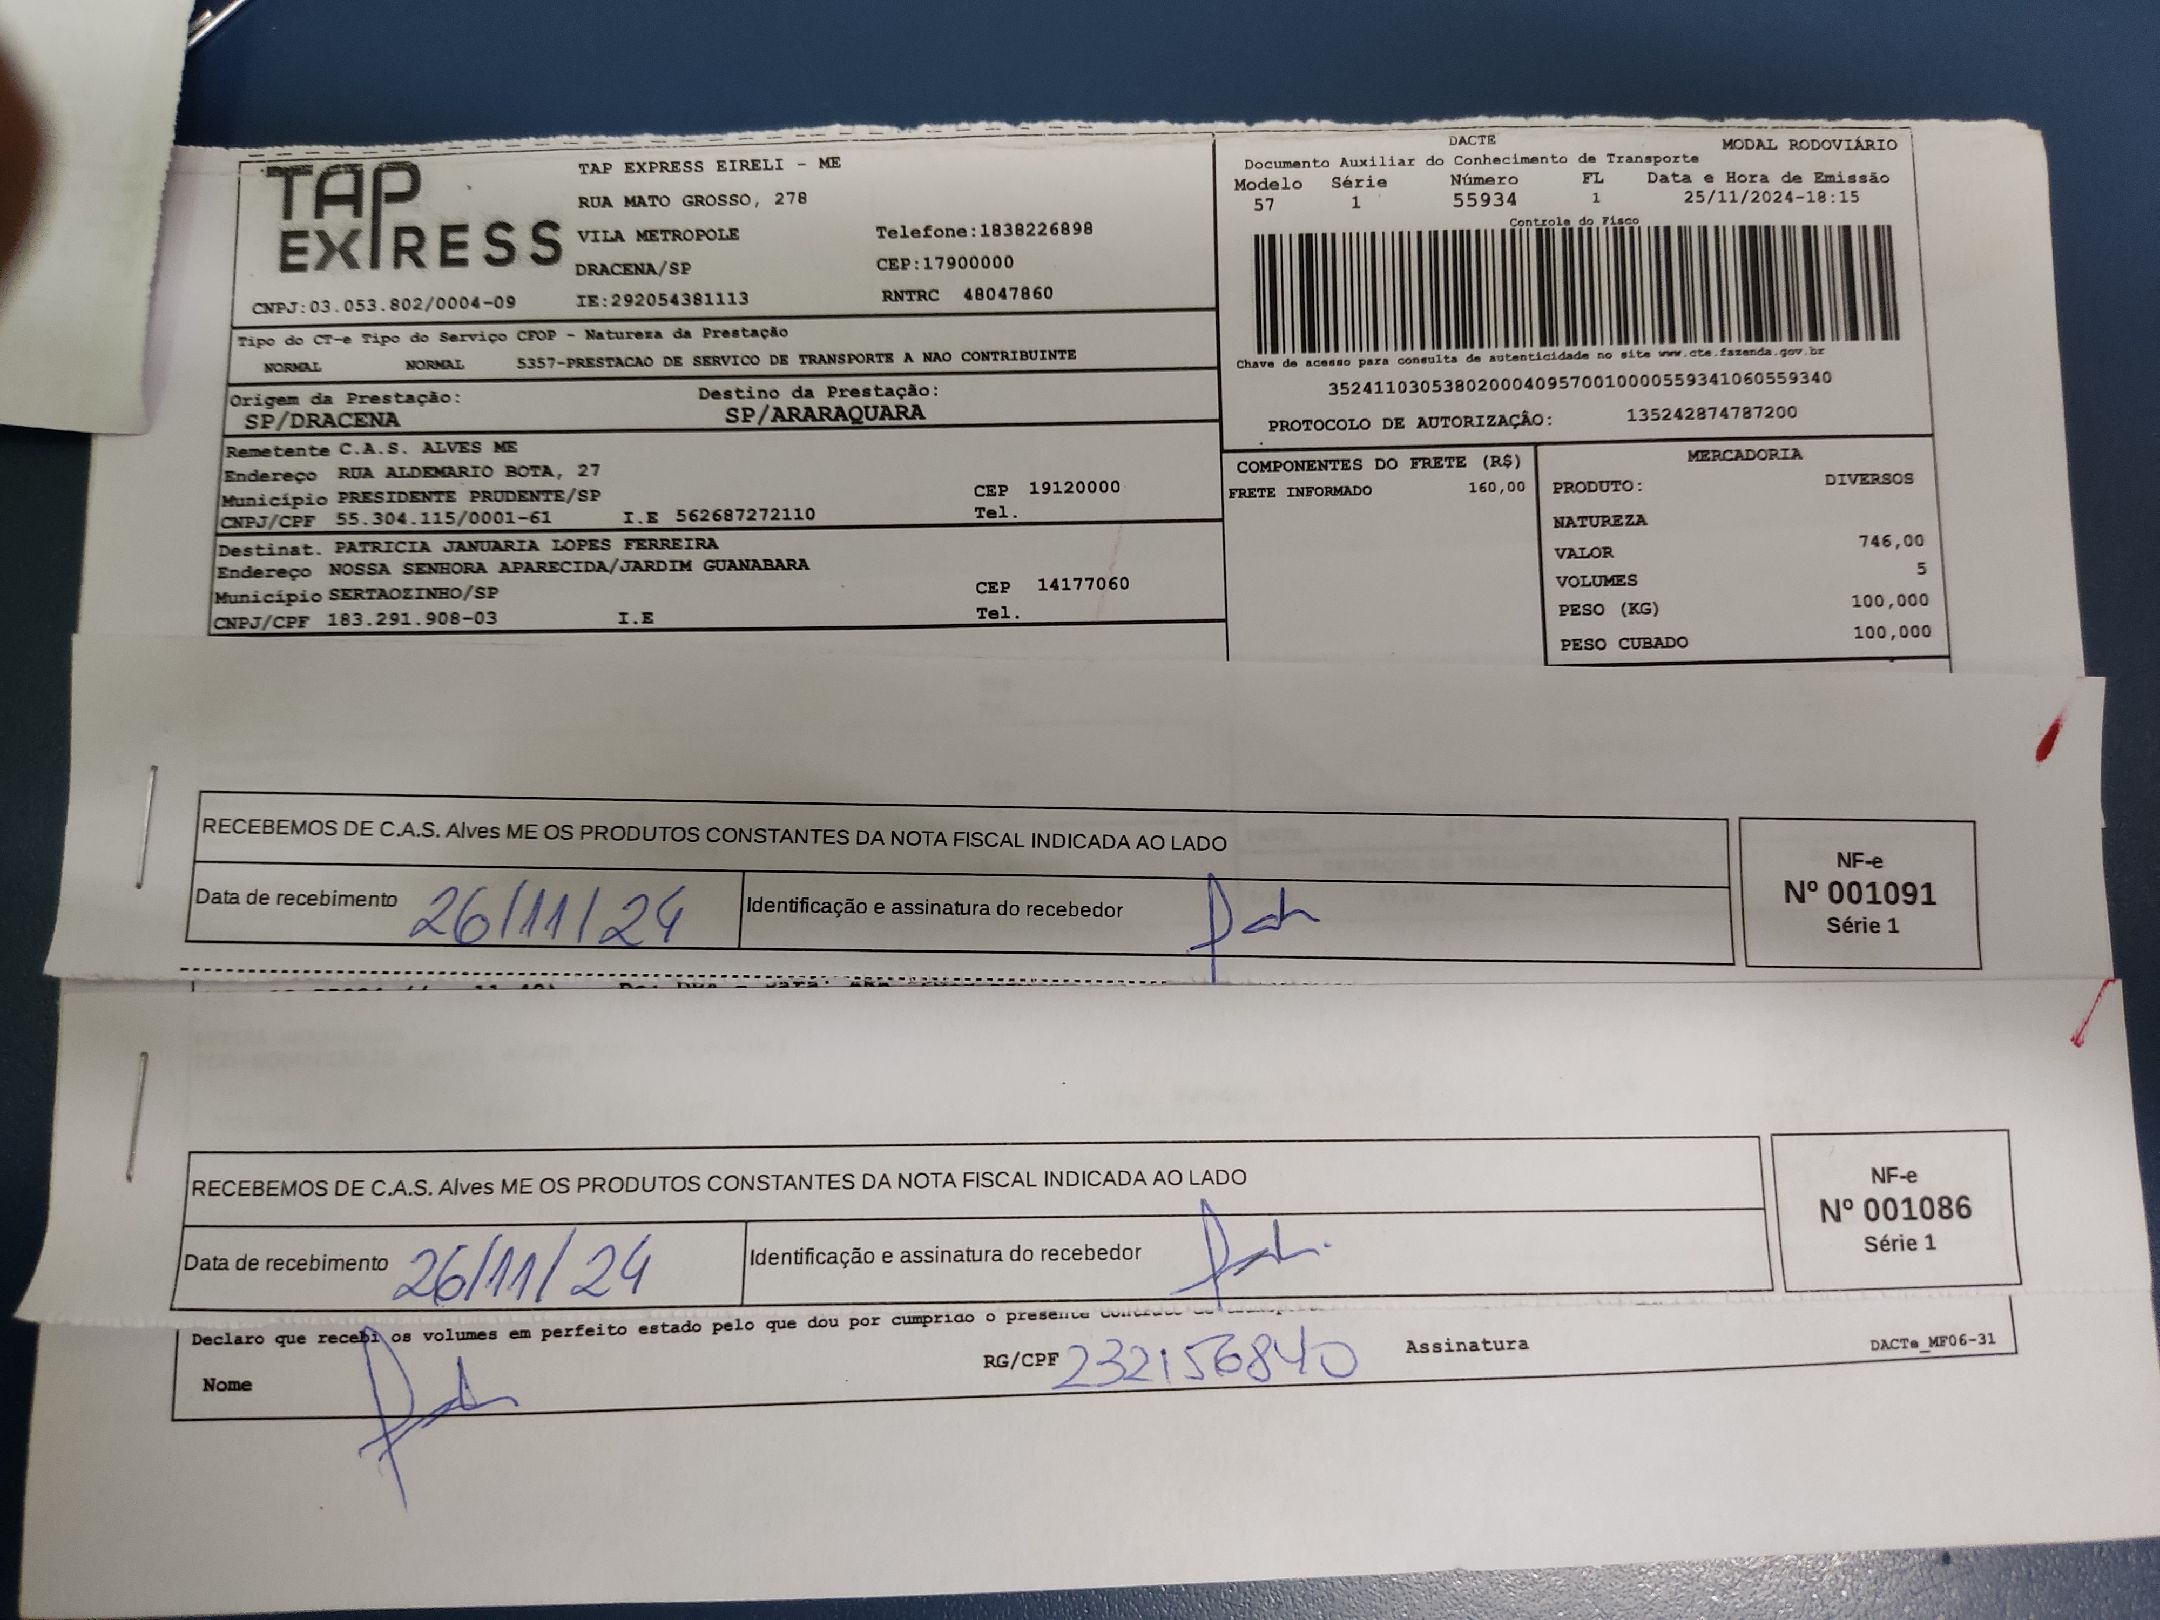 TAP
EXPRESS
TAP EXPRESS EIRELI - ME
RUA MATO GROSSO, 278
VILA METROPOLE Telefone:1838226898
DRACENA/SP CEP:17900000
CNPJ:03.053.802/0004-09 IE:292054381113 RNTRC 48047860
DACTE MODAL RODOVIÁRIO
Documento Auxiliar do Conhecimento de Transporte
Modelo Série Número FL Data e Hora de Emissão
57 1 55934 1 25/11/2024-18:15
Controle do Fisco
Chave de acesso para consulta de autenticidade no site www.cte.fazenda.gov.br
35241103053802000409570010000559341060559340
PROTOCOLO DE AUTORIZAÇÂO: 135242874787200
Tipo do CT-e Tipo do Serviço CFOP - Natureza da Prestação
NORMAL NORMAL 5357-PRESTACAO DE SERVICO DE TRANSPORTE A NAO CONTRIBUINTE
Origem da Prestação: Destino da Prestação:
SP/DRACENA SP/ARARAQUARA
Remetente C.A.S. ALVES ME
Endereço RUA ALDEMARIO BOTA, 27
Município PRESIDENTE PRUDENTE/SP CEP 19120000
CNPJ/CPF 55.304.115/0001-61 I.E 562687272110 Tel.
Destinat. PATRICIA JANUARIA LOPES FERREIRA
Endereço NOSSA SENHORA APARECIDA/JARDIM GUANABARA
Município SERTAOZINHO/SP CEP 14177060
CNPJ/CPF 183.291.908-03 I.E Tel.
COMPONENTES DO FRETE (R$)
FRETE INFORMADO 160,00
MERCADORIA
PRODUTO: DIVERSOS
NATUREZA
VALOR 746,00
VOLUMES 5
PESO (KG) 100,000
PESO CUBADO 100,000
RECEBEMOS DE C.A.S. Alves ME OS PRODUTOS CONSTANTES DA NOTA FISCAL INDICADA AO LADO
Data de recebimento 26/11/24 Identificação e assinatura do recebedor
NF-e
Nº 001091
Série 1
RECEBEMOS DE C.A.S. Alves ME OS PRODUTOS CONSTANTES DA NOTA FISCAL INDICADA AO LADO
Data de recebimento 26/11/24 Identificação e assinatura do recebedor
NF-e
Nº 001086
Série 1
Declaro que recebi os volumes em perfeito estado pelo que dou por cumprido o presente
Nome RG/CPF 232156840 Assinatura DACTe_MF06-31